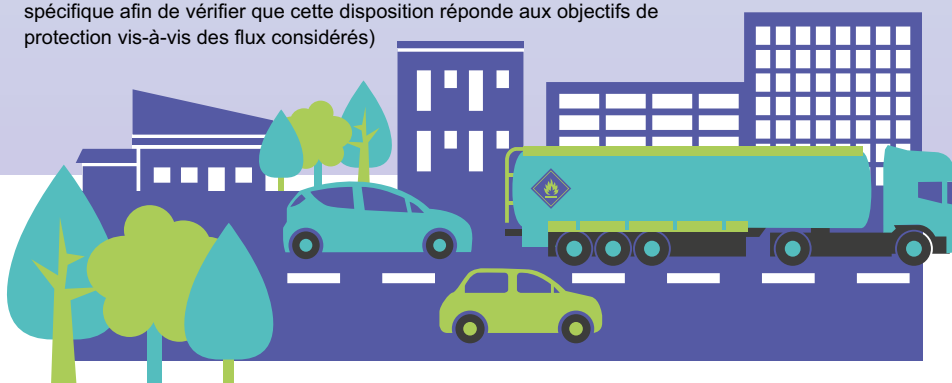 spécifique afin de vérifier que cette disposition réponde aux objectifs de
protection vis-à-vis des flux considérés)